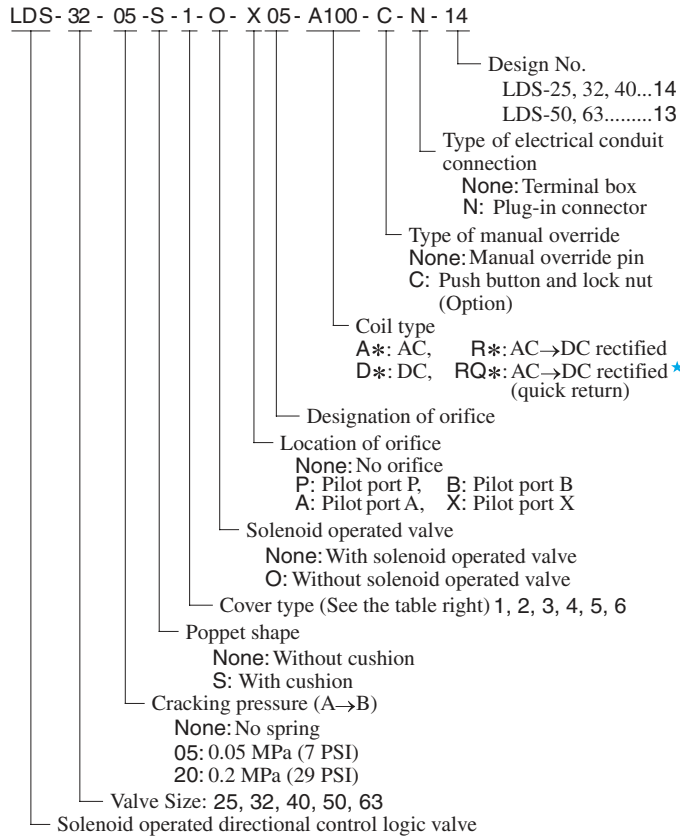 LDS- 32 - 05 -S - 1 - O - X 05 - A100 - C - N - 14
Design No.
LDS-25, 32, 40...14
LDS-50, 63.........13
Type of electrical conduit
connection
None: Terminal box
N: Plug-in connector
Type of manual override
None: Manual override pin
C: Push button and lock nut
(Option)
Coil type
A*: AC, R*: AC→DC rectified
D*: DC, RQ*: AC→DC rectified ★
(quick return)
Designation of orifice
Location of orifice
None: No orifice
P: Pilot port P, B: Pilot port B
A: Pilot port A, X: Pilot port X
Solenoid operated valve
None: With solenoid operated valve
O: Without solenoid operated valve
Cover type (See the table right) 1, 2, 3, 4, 5, 6
Poppet shape
None: Without cushion
S: With cushion
Cracking pressure (A→B)
None: No spring
05: 0.05 MPa (7 PSI)
20: 0.2 MPa (29 PSI)
Valve Size: 25, 32, 40, 50, 63
Solenoid operated directional control logic valve